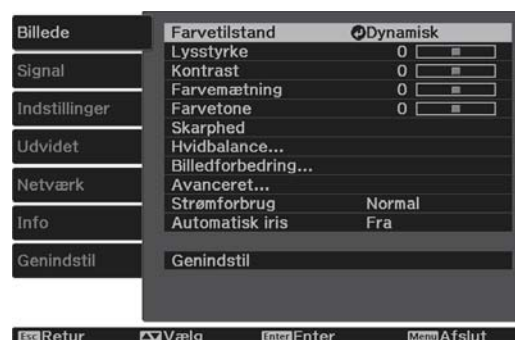 Billede
Signal
Indstillinger
Udvidet
Netværk
Info
Genindstil
Farvetilstand Dynamisk
Lysstyrke 0
Kontrast 0
Farvemætning 0
Farvetone 0
Skarphed
Hvidbalance...
Billedforbedring...
Avanceret...
Strømforbrug Normal
Automatisk iris Fra
Genindstil
Esc Retur Vælg Enter Enter Menu Afslut